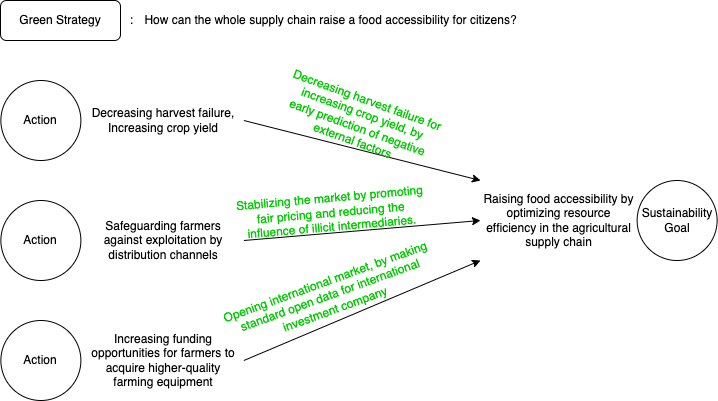 Green Strategy : How can the whole supply chain raise a food accessibility for citizens?
Action
Decreasing harvest failure,
Increasing crop yield
Decreasing harvest failure for
increasing crop yield, by
early prediction of negative
external factors
Action
Safeguarding farmers
against exploitation by
distribution channels
Stabilizing the market by promoting
fair pricing and reducing the
influence of illicit intermediaries.
Raising food accessibility by
optimizing resource
efficiency in the agricultural
supply chain
Sustainability
Goal
Action
Increasing funding
opportunities for farmers to
acquire higher-quality
farming equipment
Opening international market, by making
standard open data for international
investment company